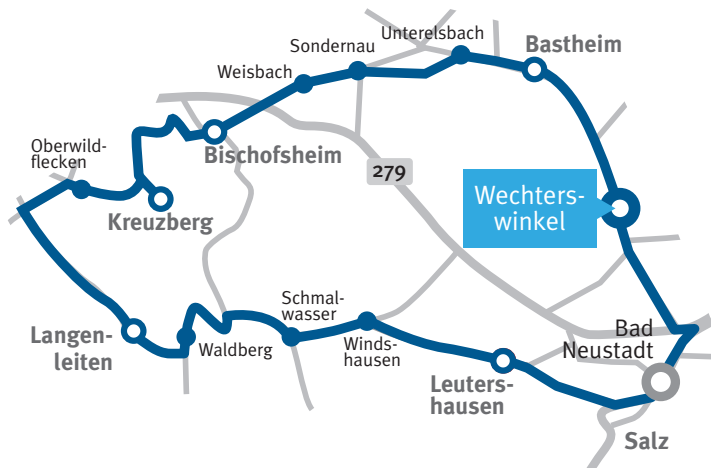 Unterelsbach
Sondernau
Bastheim
Weisbach
Oberwild-
flecken
Bischofsheim
279
Wechters-
winkel
Kreuzberg
Schmal-
wasser
Langen-
leiten
Waldberg
Winds-
hausen
Bad
Neustadt
Leuters-
hausen
Salz